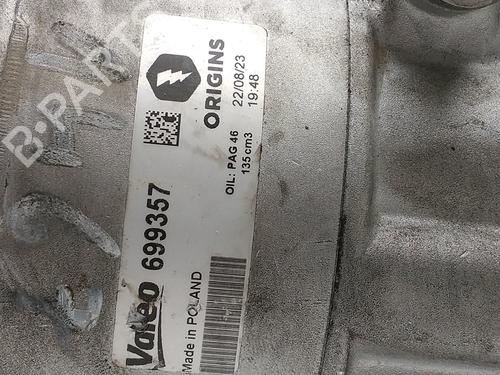 Valeo 699357
Made in POLAND
ORIGINS
OIL: PAG 46
135 cm3
22/08/23
19:48
B-PARTS